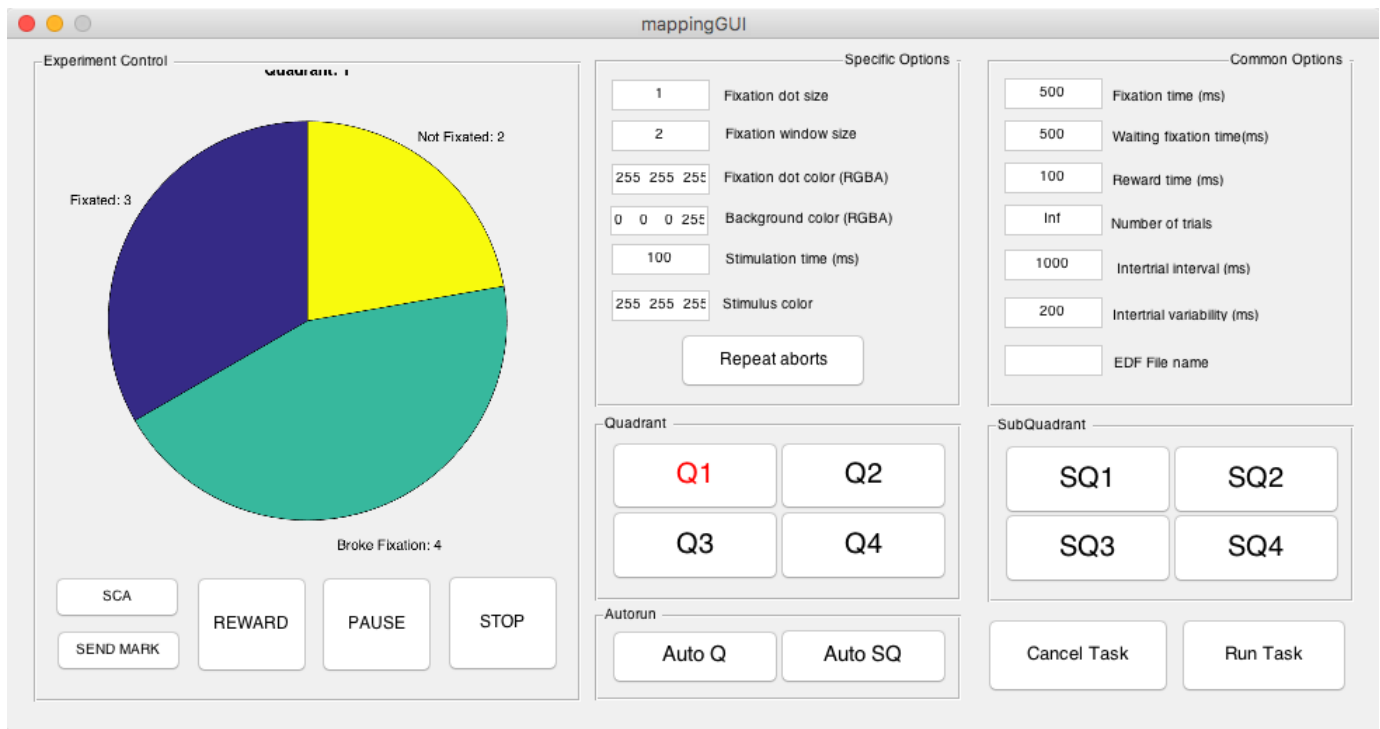 mappingGUI
Experiment Control
Quadrant: 1
Not Fixated: 2
Fixated: 3
Broke Fixation: 4
SCA
SEND MARK
REWARD
PAUSE
STOP
Specific Options
1 Fixation dot size
2 Fixation window size
255 255 255 Fixation dot color (RGBA)
0 0 0 255 Background color (RGBA)
100 Stimulation time (ms)
255 255 255 Stimulus color
Repeat aborts
Common Options
500 Fixation time (ms)
500 Waiting fixation time(ms)
100 Reward time (ms)
Inf Number of trials
1000 Intertrial interval (ms)
200 Intertrial variability (ms)
EDF File name
Quadrant
Q1 Q2
Q3 Q4
SubQuadrant
SQ1 SQ2
SQ3 SQ4
Autorun
Auto Q Auto SQ
Cancel Task
Run Task